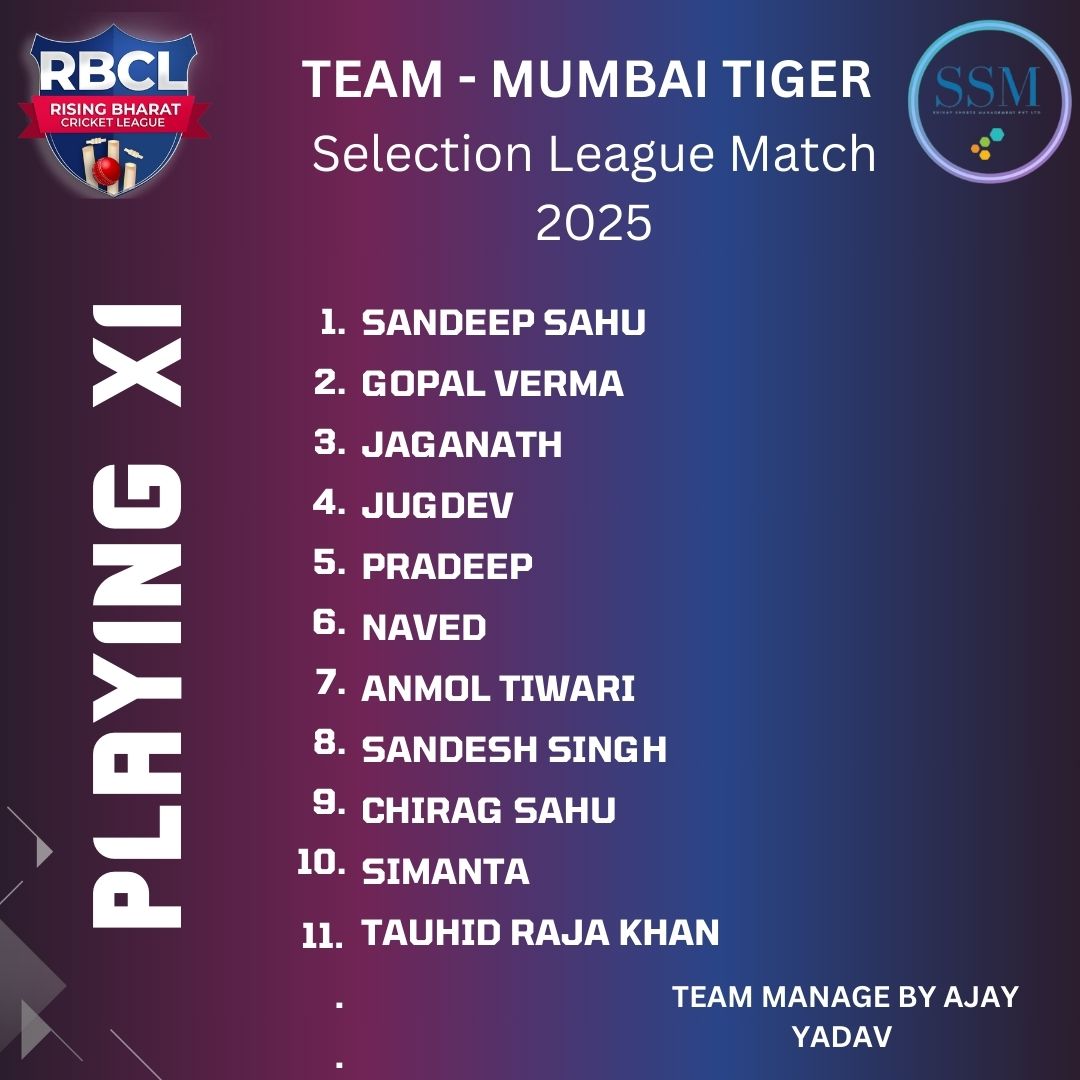 RBCL
RISING BHARAT
CRICKET LEAGUE
TEAM - MUMBAI TIGER
Selection League Match
2025
SSM
PLAYING XI
1. SANDEEP SAHU
2. GOPAL VERMA
3. JAGANATH
4. JUGDEV
5. PRADEEP
6. NAVED
7. ANMOL TIWARI
8. SANDESH SINGH
9. CHIRAG SAHU
10. SIMANTA
11. TAUHID RAJA KHAN
.
.
TEAM MANAGE BY AJAY
YADAV